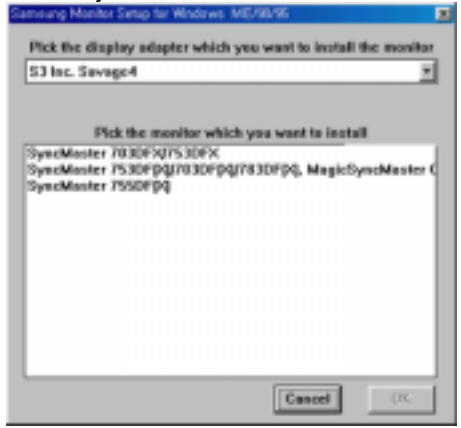 Samsung Monitor Setup for Windows ME/98/95
Pick the display adapter which you want to install the monitor
S3 Inc. Savage4
Pick the monitor which you want to install
SyncMaster 703DFX/753DFX
SyncMaster 753DF(X)/703DF(X)/783DF(X), MagicSyncMaster C
SyncMaster 755DF(X)
Cancel
OK